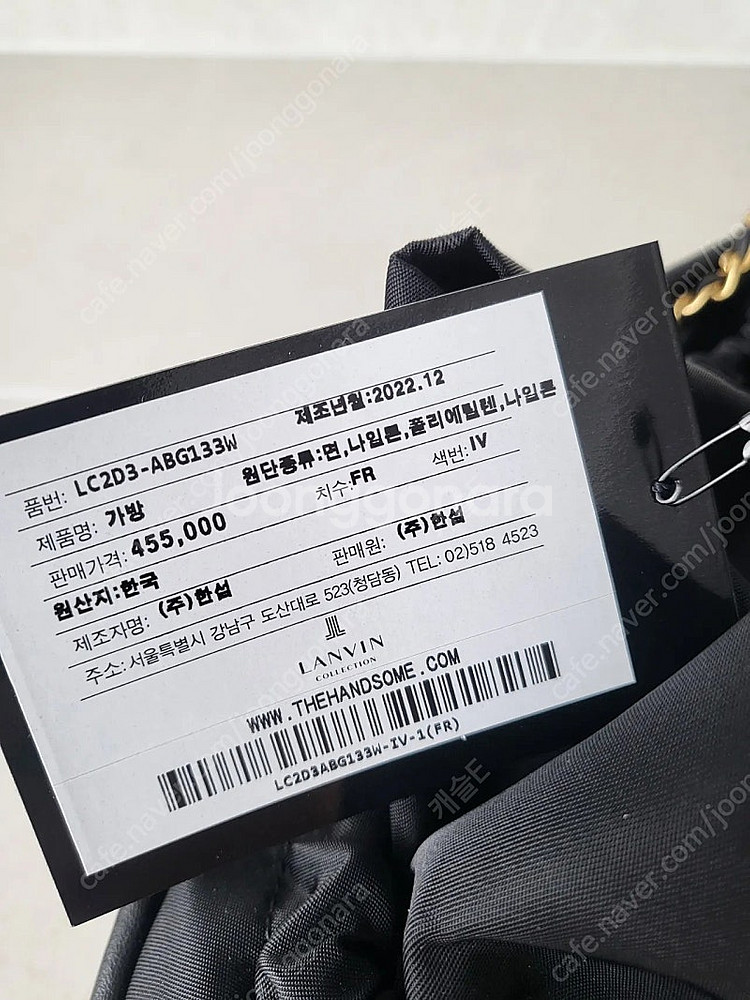 제조년월:2022.12
품번: LC2D3-ABG133W
원단종류:면,나일론,폴리에틸렌,나일론
제품명: 가방
치수:FR
색번:IV
판매가격:455,000
원산지:한국
판매원: (주)한섬
제조자명: (주)한섬
주소:서울특별시 강남구 도산대로 523(청담동) TEL: 02)518 4523
LANVIN
COLLECTION
WWW.THEHANDSOME.COM
LC2D3ABG133W-IV-1(FR)
Joonggonara
cafe.naver.com/joonggonara
캐슬E